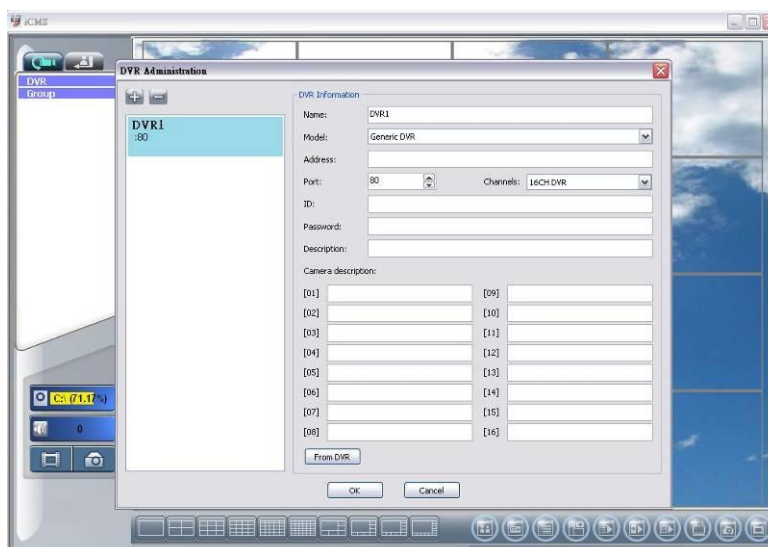 iCMS
DVR
Group
C:\ (71.17%)
0
DVR Administration
DVR1
:80
DVR Information
Name: DVR1
Model: Generic DVR
Address:
Port: 80 Channels: 16CH DVR
ID:
Password:
Description:
Camera description:
[01] [09]
[02] [10]
[03] [11]
[04] [12]
[05] [13]
[06] [14]
[07] [15]
[08] [16]
From DVR
OK Cancel